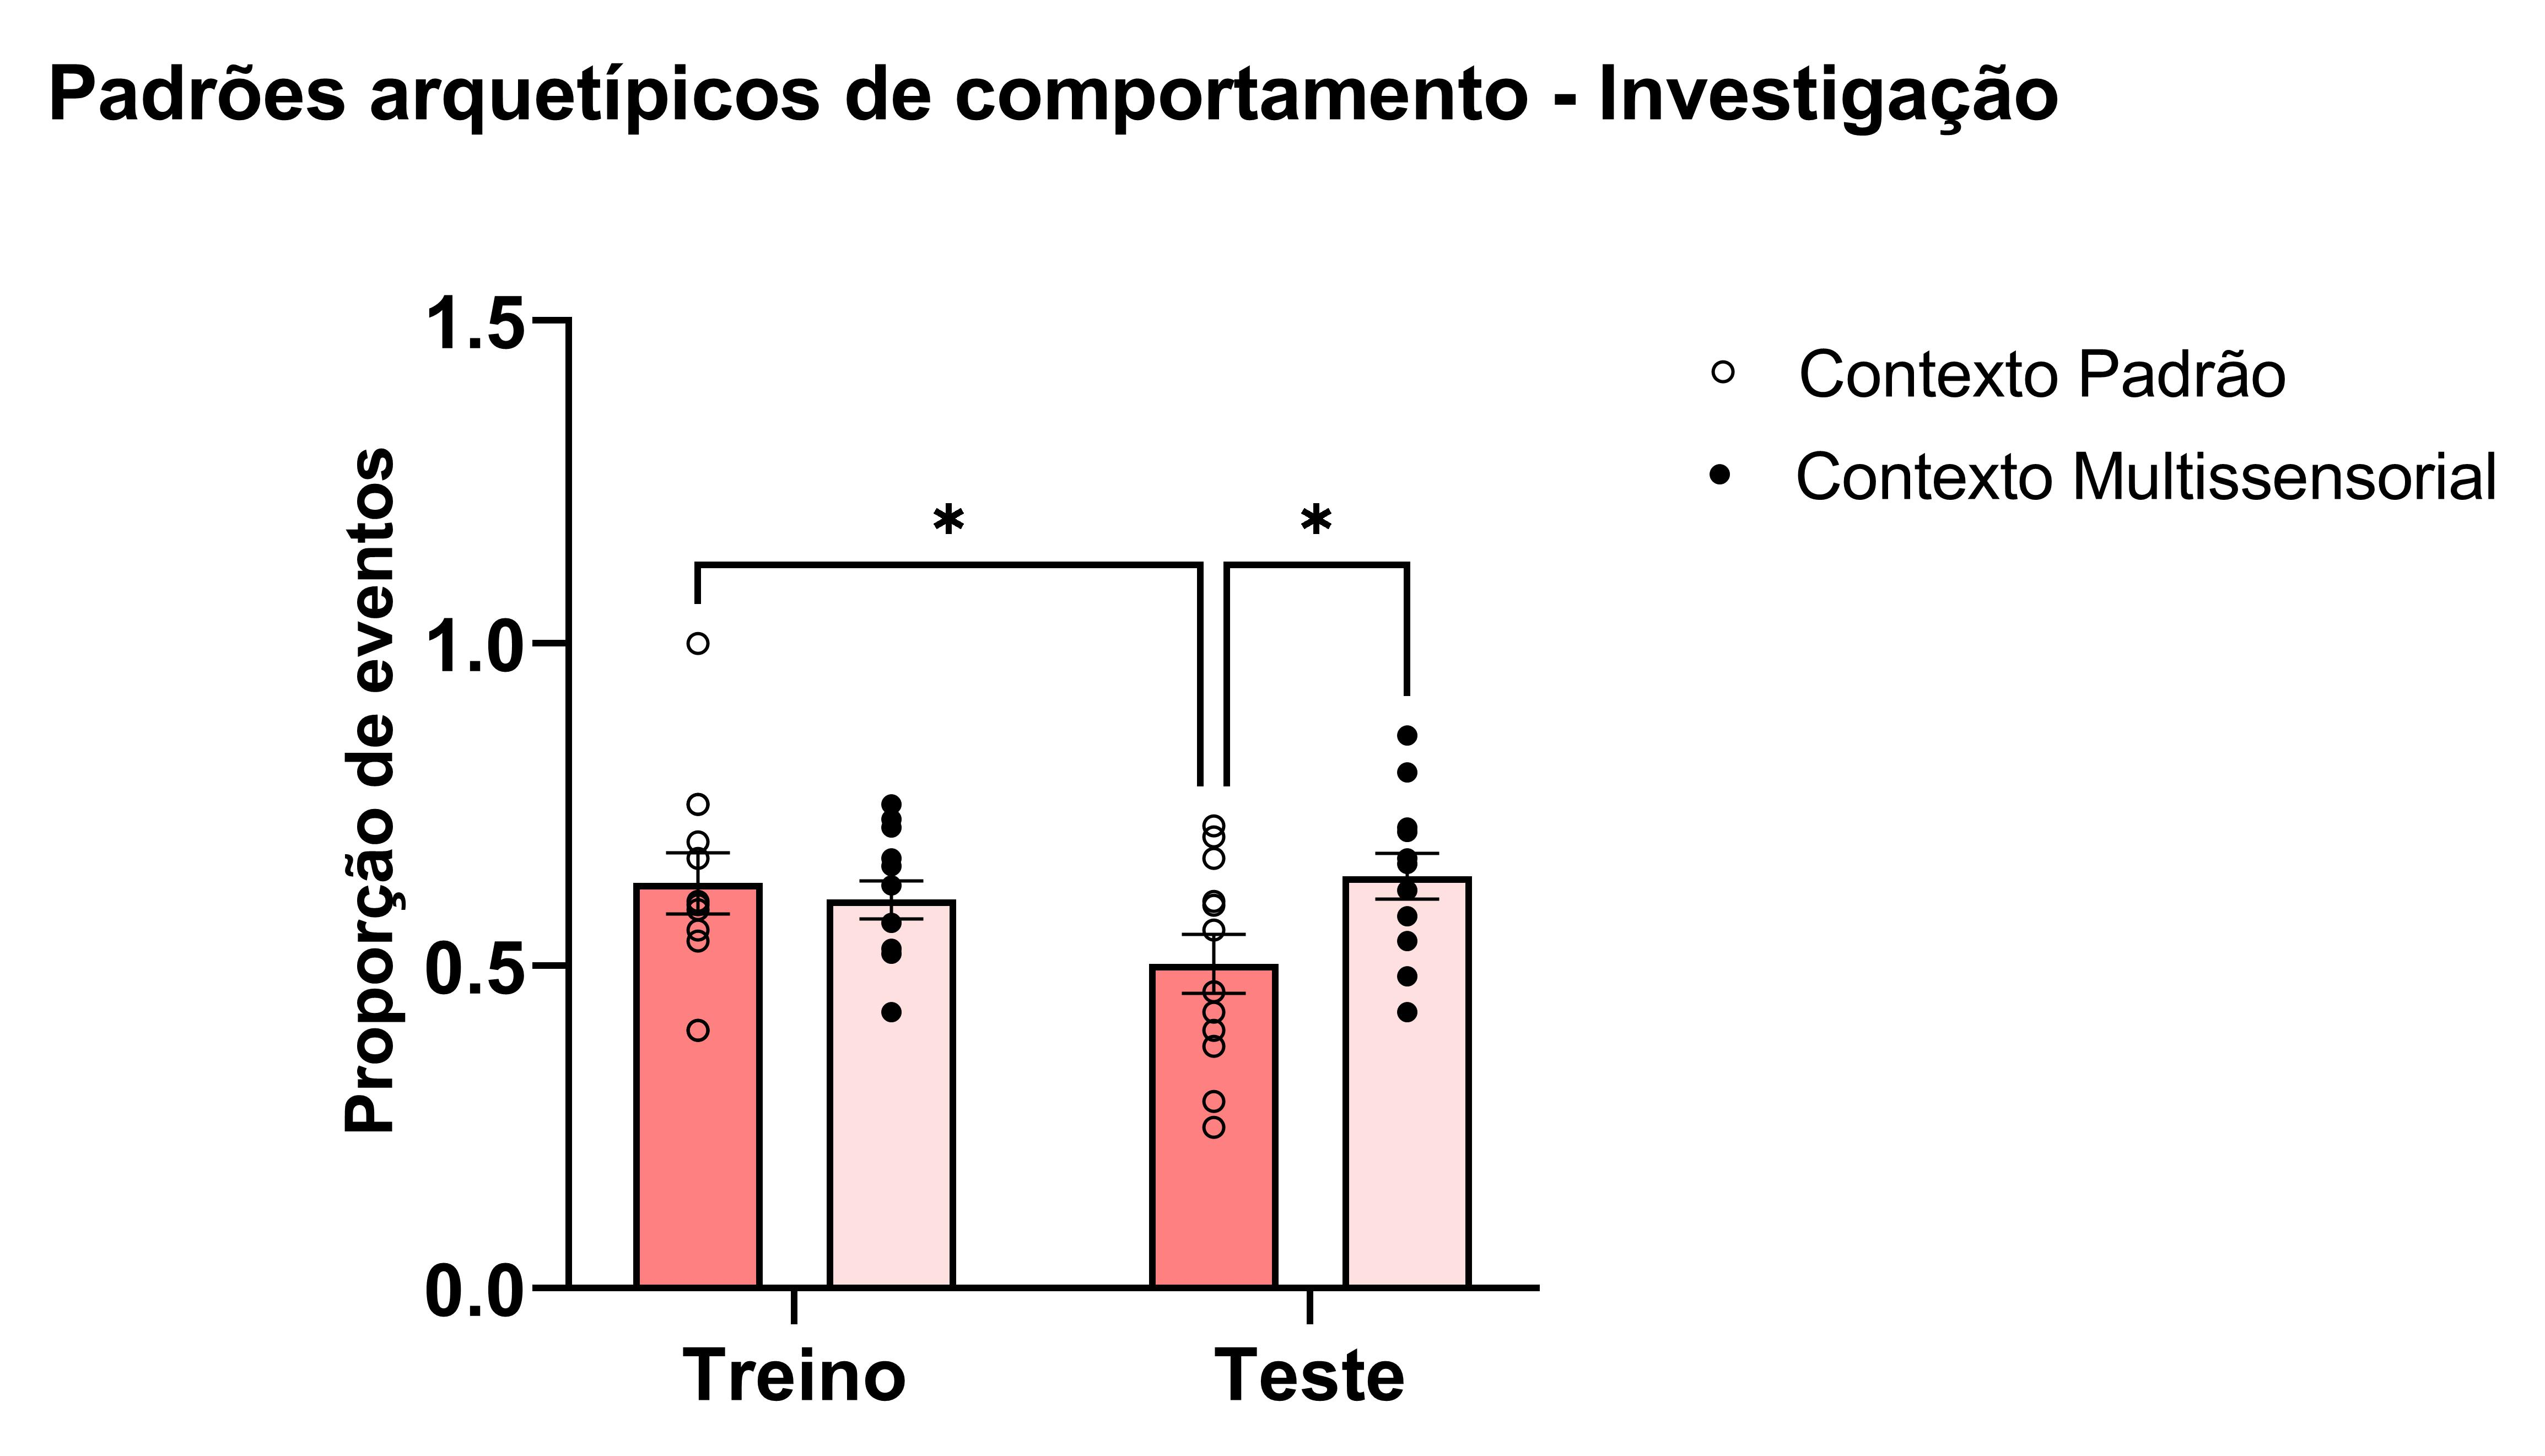 Padrões arquetípicos de comportamento - Investigação
1.5
1.0
0.5
0.0
Proporção de eventos
*
*
Contexto Padrão
Contexto Multissensorial
Treino
Teste